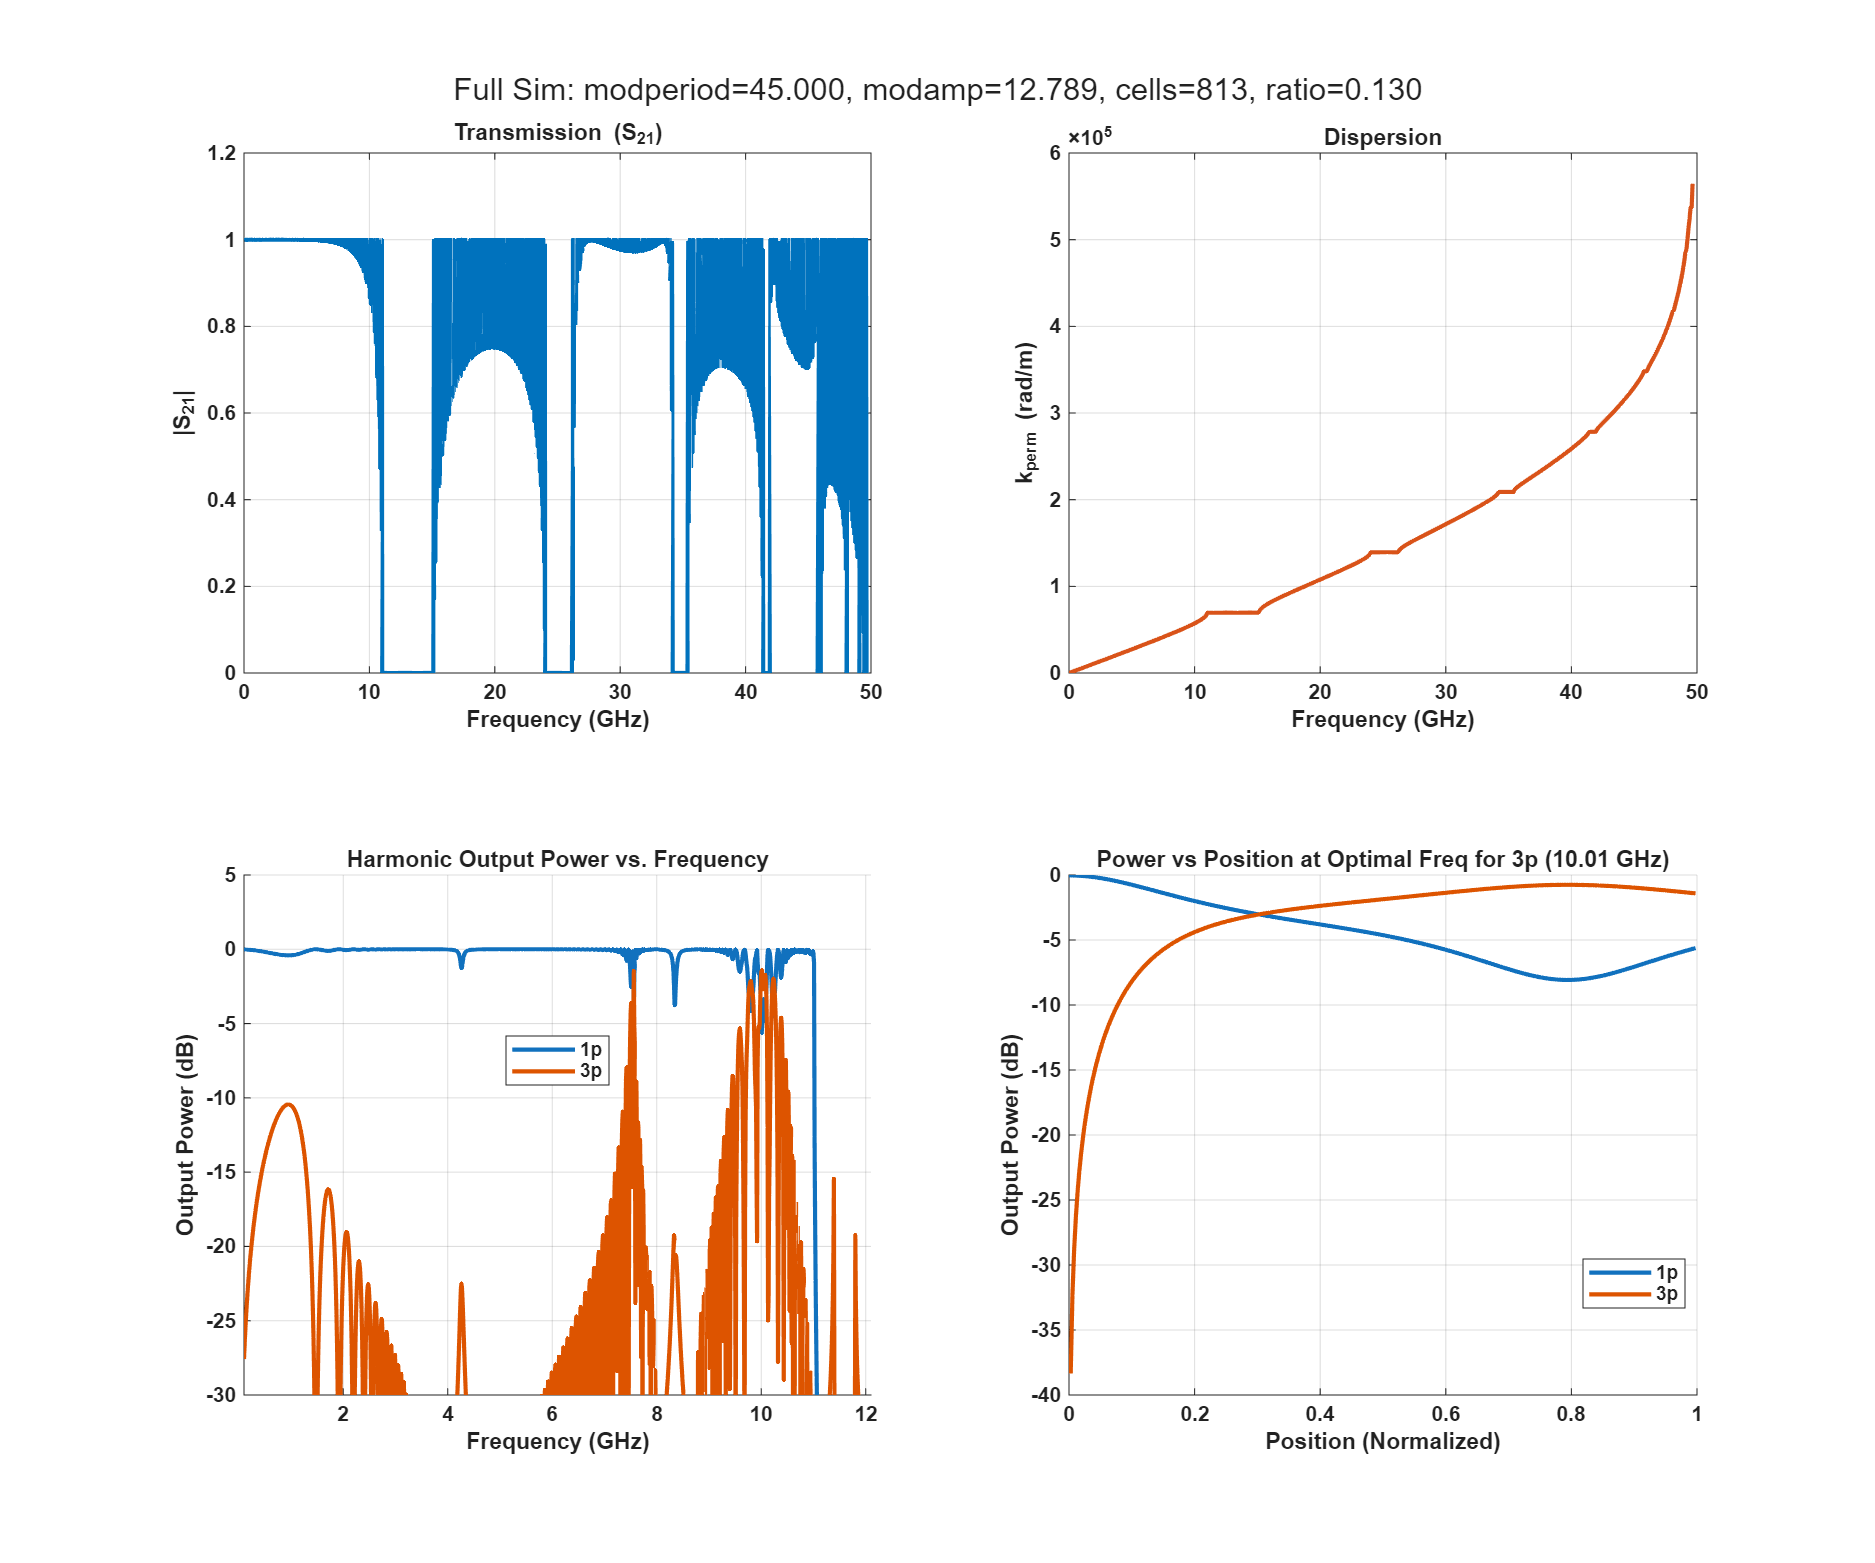 Full Sim: modperiod=45.000, modamp=12.789, cells=813, ratio=0.130
Transmission (S21)
1.2
1
0.8
0.6
0.4
0.2
0
|S21|
0 10 20 30 40 50
Frequency (GHz)
×10^5
Dispersion
6
5
4
3
2
1
0
kperm (rad/m)
0 10 20 30 40 50
Frequency (GHz)
Harmonic Output Power vs. Frequency
5
0
-5
-10
-15
-20
-25
-30
Output Power (dB)
1p
3p
2 4 6 8 10 12
Frequency (GHz)
Power vs Position at Optimal Freq for 3p (10.01 GHz)
0
-5
-10
-15
-20
-25
-30
-35
-40
Output Power (dB)
1p
3p
0 0.2 0.4 0.6 0.8 1
Position (Normalized)